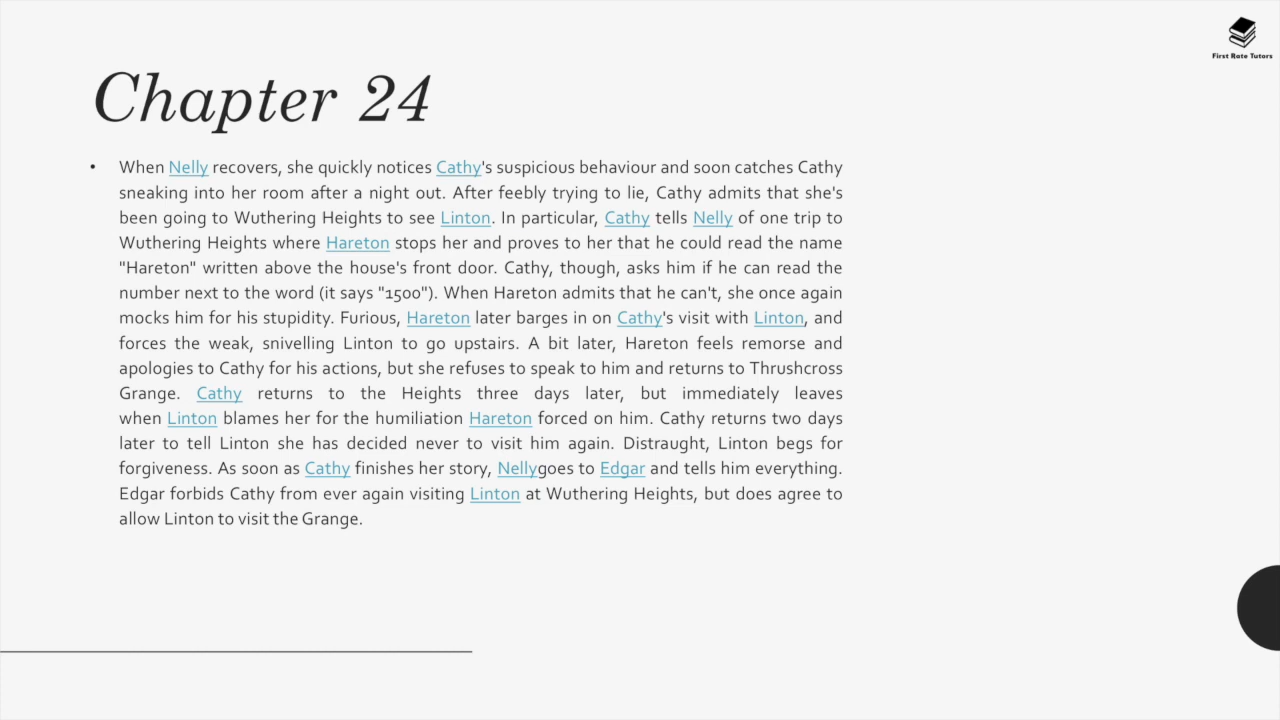 First Rate Tutors
Chapter 24
• When Nelly recovers, she quickly notices Cathy's suspicious behaviour and soon catches Cathy
sneaking into her room after a night out. After feebly trying to lie, Cathy admits that she's
been going to Wuthering Heights to see Linton. In particular, Cathy tells Nelly of one trip to
Wuthering Heights where Hareton stops her and proves to her that he could read the name
"Hareton" written above the house's front door. Cathy, though, asks him if he can read the
number next to the word (it says "1500"). When Hareton admits that he can't, she once again
mocks him for his stupidity. Furious, Hareton later barges in on Cathy's visit with Linton, and
forces the weak, snivelling Linton to go upstairs. A bit later, Hareton feels remorse and
apologies to Cathy for his actions, but she refuses to speak to him and returns to Thrushcross
Grange. Cathy returns to the Heights three days later, but immediately leaves
when Linton blames her for the humiliation Hareton forced on him. Cathy returns two days
later to tell Linton she has decided never to visit him again. Distraught, Linton begs for
forgiveness. As soon as Cathy finishes her story, Nellygoes to Edgar and tells him everything.
Edgar forbids Cathy from ever again visiting Linton at Wuthering Heights, but does agree to
allow Linton to visit the Grange.